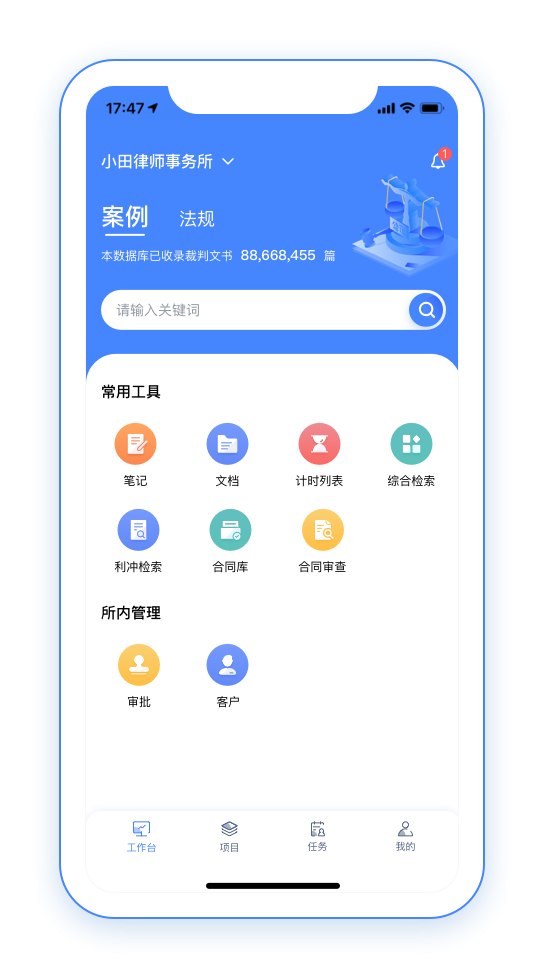 17:47
小田律师事务所
1
案例 法规
本数据库已收录裁判文书 88,668,455 篇
请输入关键词
常用工具
笔记 文档 计时列表 综合检索
利冲检索 合同库 合同审查
所内管理
审批 客户
工作台 项目 任务 我的